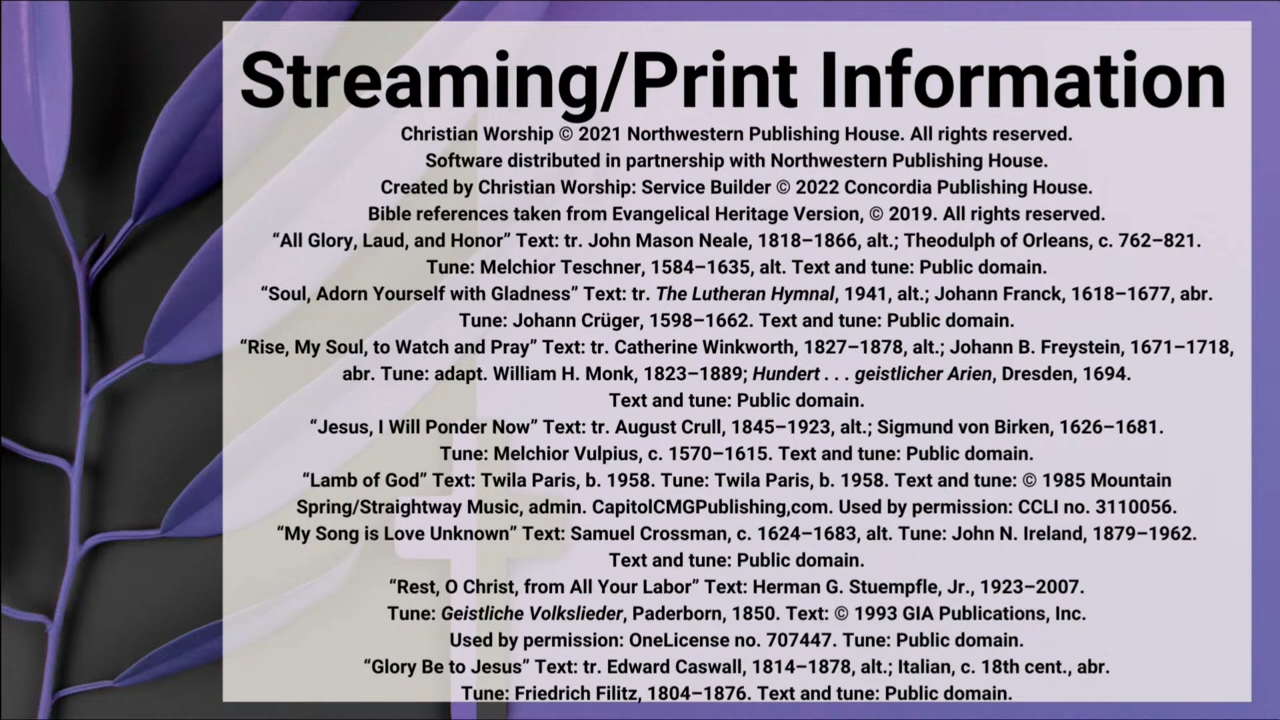 Streaming/Print Information
Christian Worship © 2021 Northwestern Publishing House. All rights reserved.
Software distributed in partnership with Northwestern Publishing House.
Created by Christian Worship: Service Builder © 2022 Concordia Publishing House.
Bible references taken from Evangelical Heritage Version, © 2019. All rights reserved.
“All Glory, Laud, and Honor” Text: tr. John Mason Neale, 1818–1866, alt.; Theodulph of Orleans, c. 762–821.
Tune: Melchior Teschner, 1584–1635, alt. Text and tune: Public domain.
“Soul, Adorn Yourself with Gladness” Text: tr. The Lutheran Hymnal, 1941, alt.; Johann Franck, 1618–1677, abr.
Tune: Johann Crüger, 1598–1662. Text and tune: Public domain.
“Rise, My Soul, to Watch and Pray” Text: tr. Catherine Winkworth, 1827–1878, alt.; Johann B. Freystein, 1671–1718,
abr. Tune: adapt. William H. Monk, 1823–1889; Hundert . . . geistlicher Arien, Dresden, 1694.
Text and tune: Public domain.
“Jesus, I Will Ponder Now” Text: tr. August Crull, 1845–1923, alt.; Sigmund von Birken, 1626–1681.
Tune: Melchior Vulpius, c. 1570–1615. Text and tune: Public domain.
“Lamb of God” Text: Twila Paris, b. 1958. Tune: Twila Paris, b. 1958. Text and tune: © 1985 Mountain
Spring/Straightway Music, admin. CapitolCMGPublishing,com. Used by permission: CCLI no. 3110056.
“My Song is Love Unknown” Text: Samuel Crossman, c. 1624–1683, alt. Tune: John N. Ireland, 1879–1962.
Text and tune: Public domain.
“Rest, O Christ, from All Your Labor” Text: Herman G. Stuempfle, Jr., 1923–2007.
Tune: Geistliche Volkslieder, Paderborn, 1850. Text: © 1993 GIA Publications, Inc.
Used by permission: OneLicense no. 707447. Tune: Public domain.
“Glory Be to Jesus” Text: tr. Edward Caswall, 1814–1878, alt.; Italian, c. 18th cent., abr.
Tune: Friedrich Filitz, 1804–1876. Text and tune: Public domain.